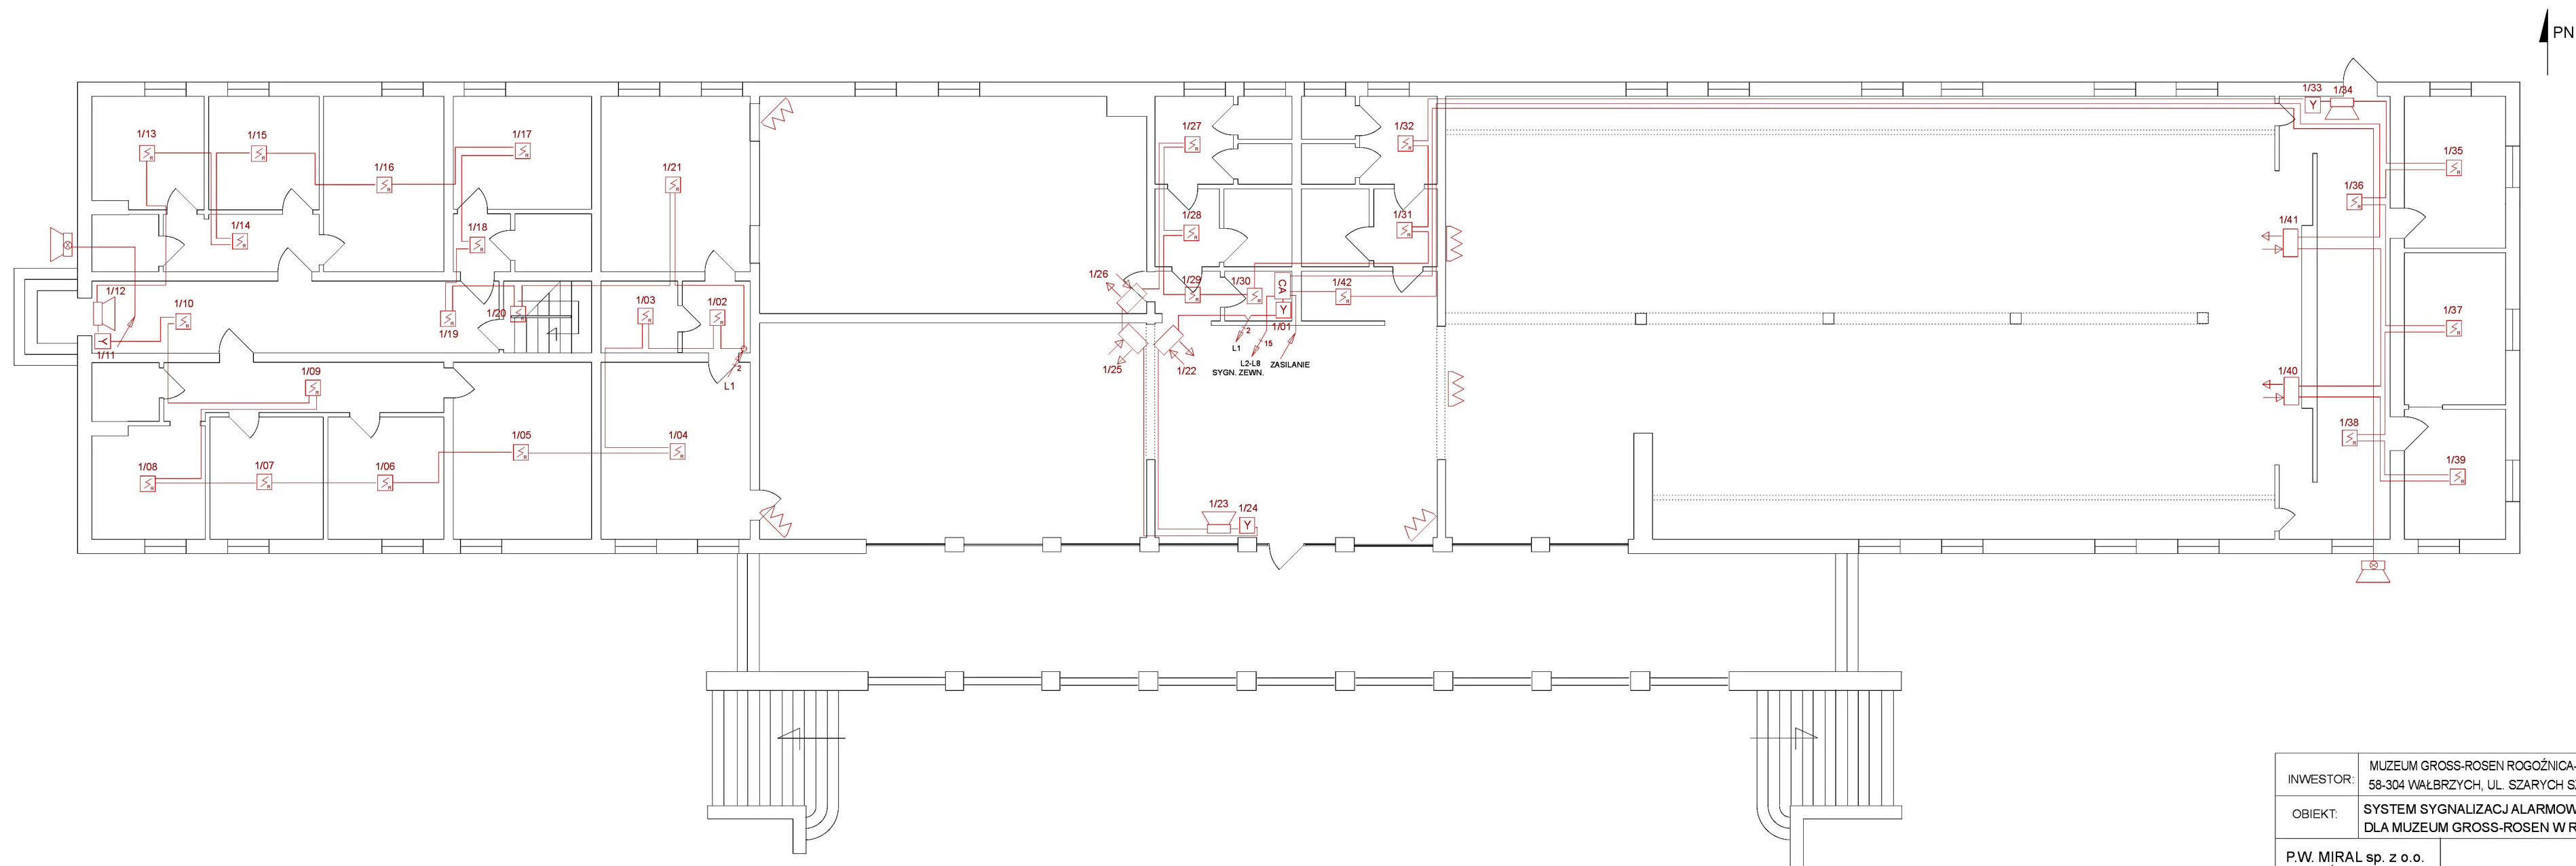 PN
1/33
1/34
1/13
1/15
1/16
1/17
1/21
1/27
1/32
1/35
1/36
1/14
1/18
1/28
1/31
1/41
1/26
1/29
1/30
CA
1/42
1/12
1/10
1/11
1/19
1/20
1/03
1/02
Y
Y
Y
Y
1/01
2
15
L1
L2-L8
SYGN. ZEWN.
ZASILANIE
1/25
1/22
1/37
1/40
2
L1
1/09
1/05
1/04
1/08
1/07
1/06
1/38
1/39
1/23
1/24
INWESTOR:
MUZEUM GROSS-ROSEN ROGOŹNICA-
58-304 WAŁBRZYCH, UL. SZARYCH
OBIEKT:
SYSTEM SYGNALIZACJ ALARMOW
DLA MUZEUM GROSS-ROSEN W R
P.W. MIRAL sp. z o.o.